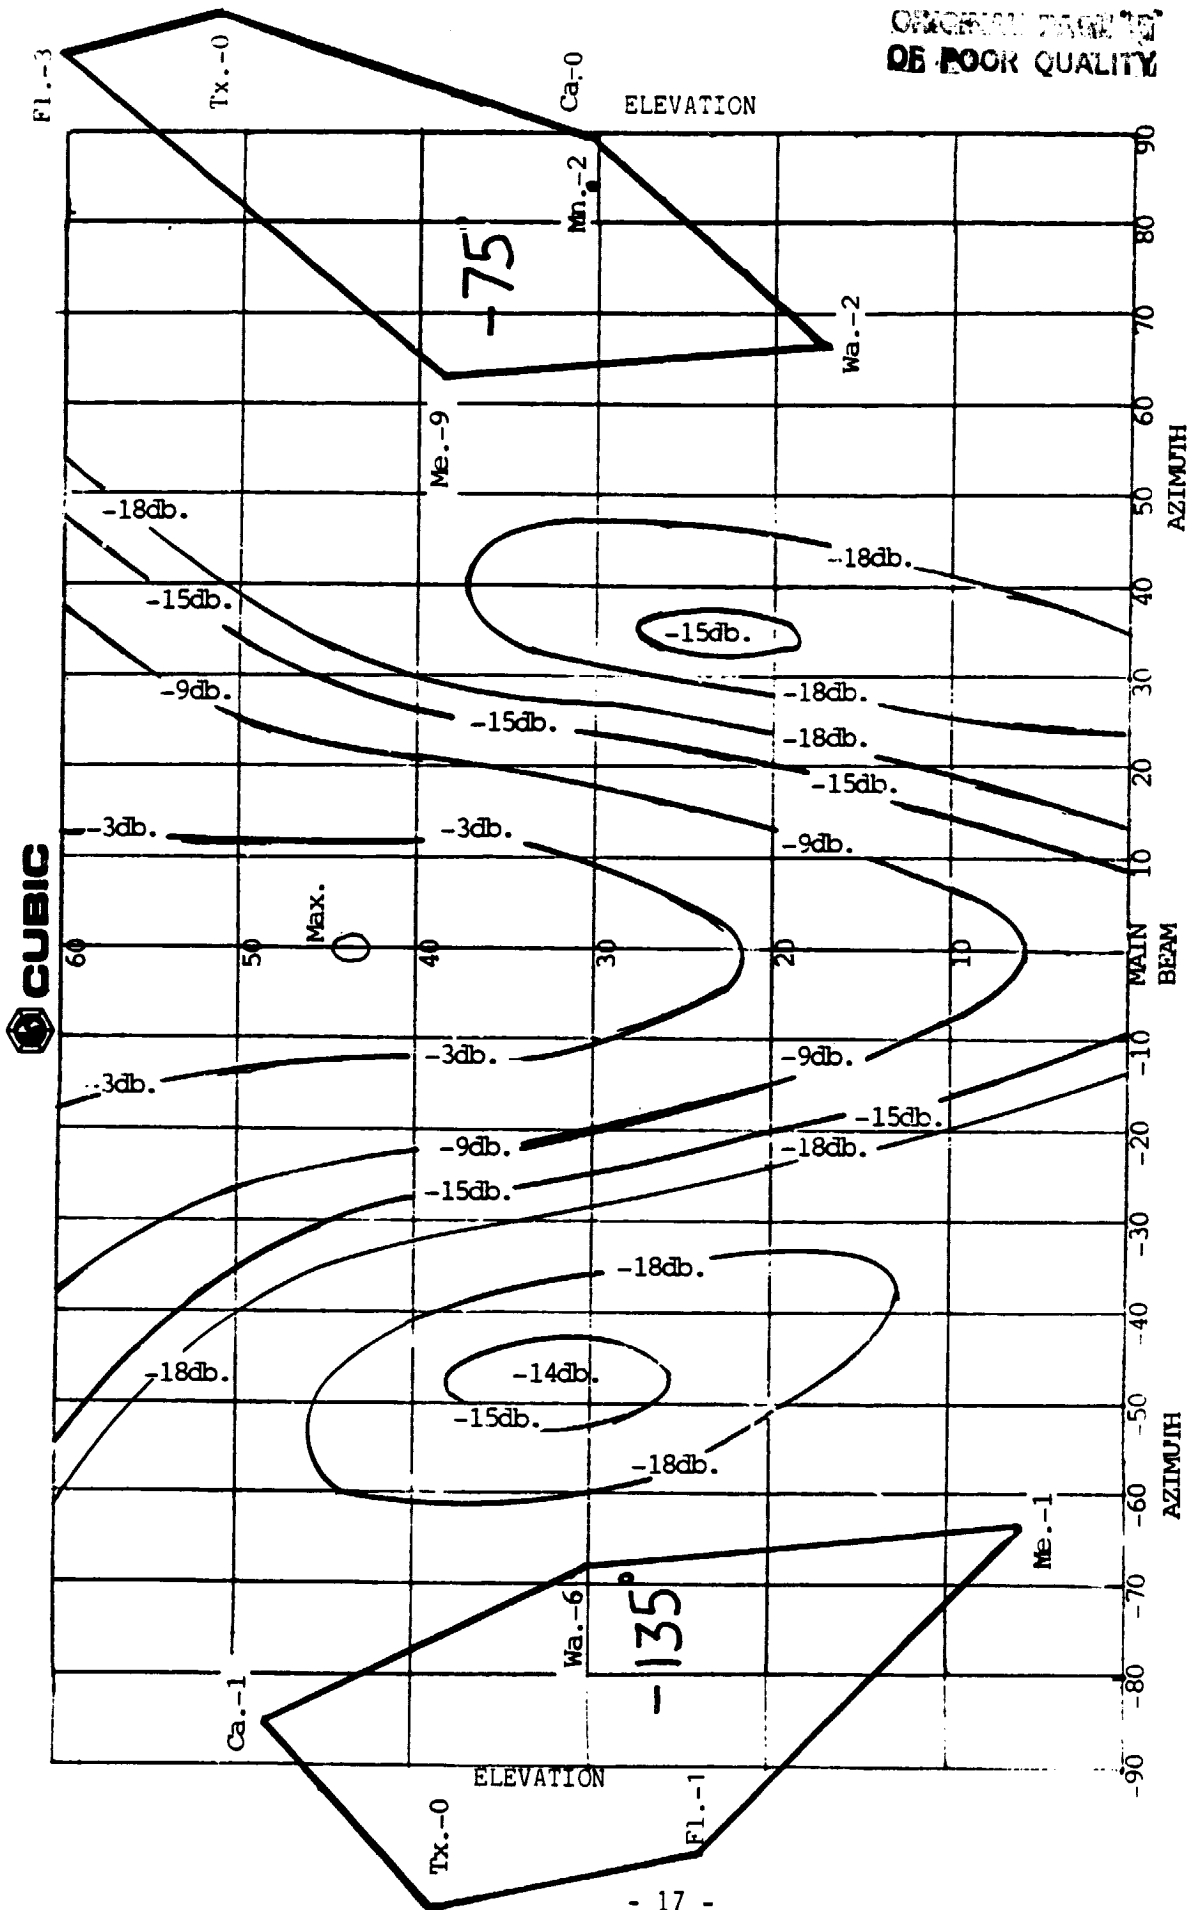 ORIGINAL PAGE IS
OF POOR QUALITY
CUBIC
Fl.-3
Tx.-0
Ca.-0
ELEVATION
Mn.-2
-75°
Me.-9
Wa.-2
-18db.
-15db.
-9db.
-18db.
-15db.
-15db.
-18db.
-18db.
-15db.
-3db.
-3db.
-9db.
Max.
60
50
40
30
20
10
-3db.
-3db.
-9db.
-9db.
-15db.
-15db.
-18db.
-18db.
-18db.
-14db.
-15db.
-18db.
Ca.-1
Wa.-6
-135°
Me.-1
Tx.-0
Fl.-1
ELEVATION
-90
-80
-70
-60
-50
-40
-30
-20
-10
MAIN
BEAM
10
20
30
40
50
60
70
80
90
AZIMUTH
AZIMUTH
- 17 -